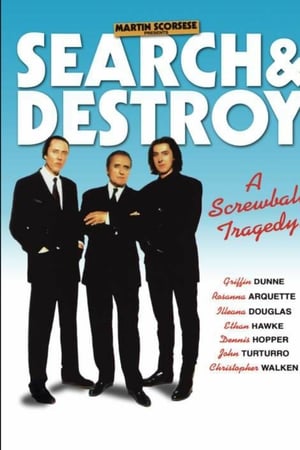 MARTIN SCORSESE
PRESENTS
SEARCH&
DESTROY
A
Screwball
Tragedy
Griffin DUNNE
Rosanna ARQUETTE
Illeana DOUGLAS
Ethan HAWKE
Dennis HOPPER
John TURTURRO
Christopher WALKEN